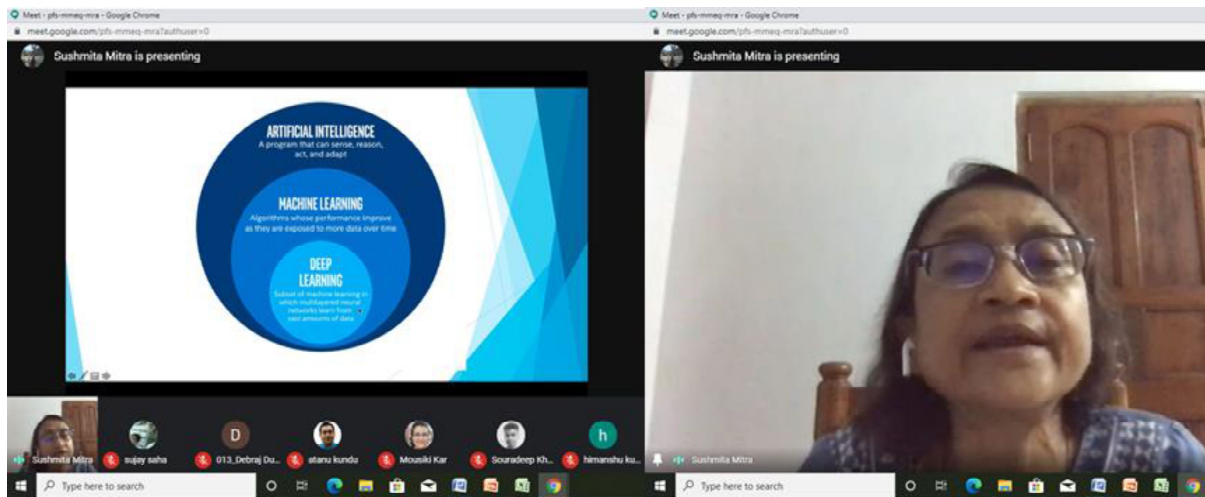 Meet - pfs-mmeq-mra - Google Chrome
meet.google.com/pfs-mmeq-mra?authuser=0
Sushmita Mitra is presenting
ARTIFICIAL INTELLIGENCE
A program that can sense, reason,
act, and adapt
MACHINE LEARNING
Algorithms whose performance improve
as they are exposed to more data over time
DEEP
LEARNING
Subset of machine learning in
which multilayered neural
networks learn from
vast amounts of data
Sushmita Mitra
sujay saha
D
013_Debraj Du...
atanu kundu
Mousiki Kar
Souradeep Kh...
h
himanshu ku...
Type here to search
Meet - pfs-mmeq-mra - Google Chrome
meet.google.com/pfs-mmeq-mra?authuser=0
Sushmita Mitra is presenting
Sushmita Mitra
Type here to search